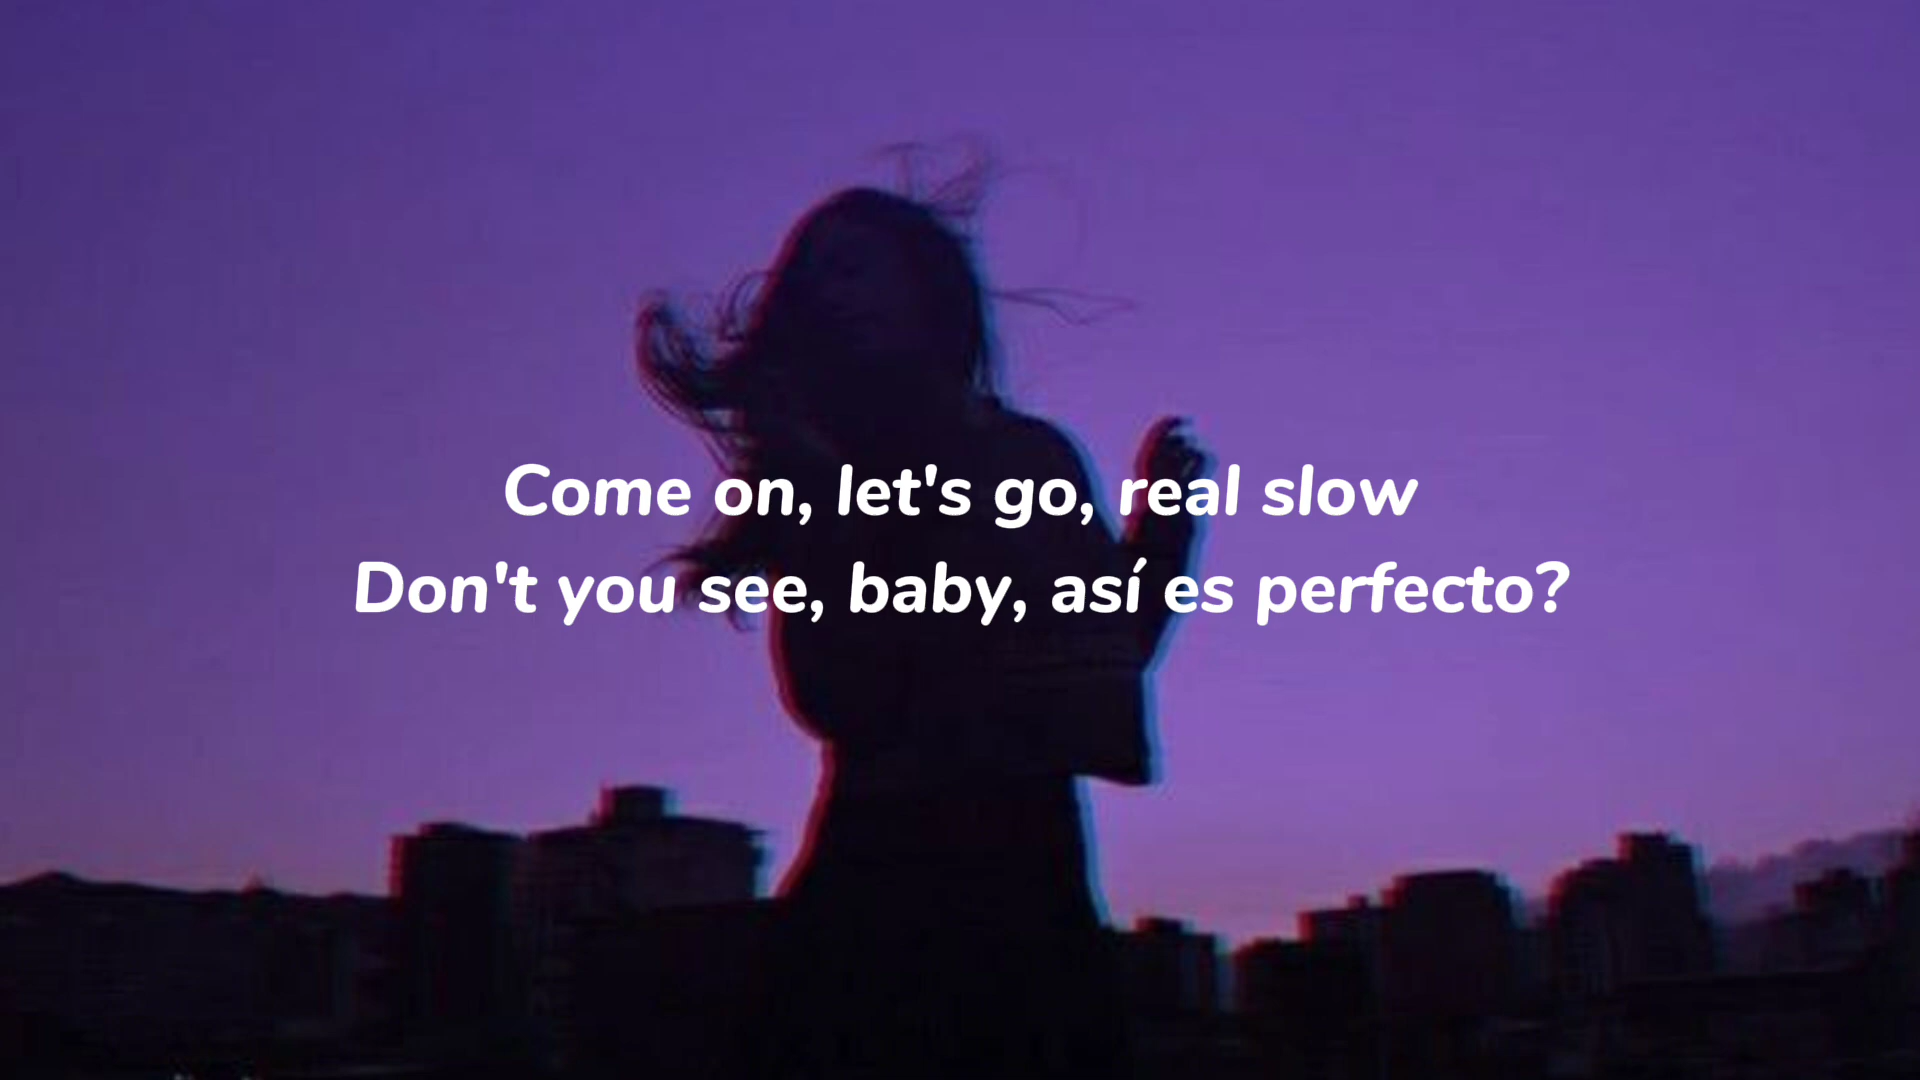 Come on, let's go, real slow
Don't you see, baby, así es perfecto?